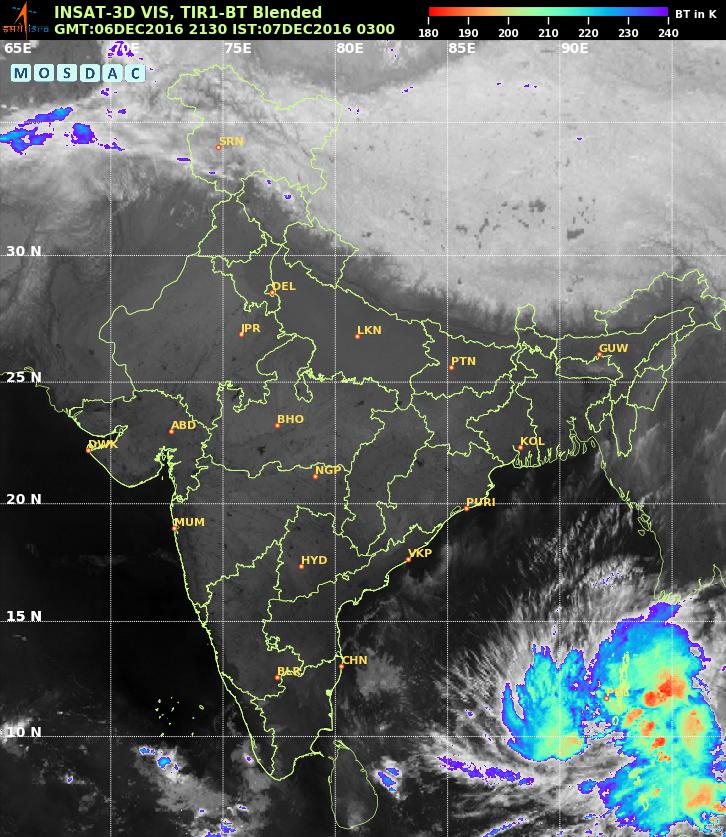 INSAT-3D VIS, TIR1-BT Blended
GMT:06DEC2016 2130 IST:07DEC2016 0300
BT in K
180 190 200 210 220 230 240
65E 70E 75E 80E 85E 90E
MOSDAC
SRN
30 N
DEL
JPR
LKN
GUW
PTN
25 N
ABD
BHO
DWK
KOL
NGP
20 N
PURI
MUM
VKP
HYD
15 N
CHN
BLR
10 N